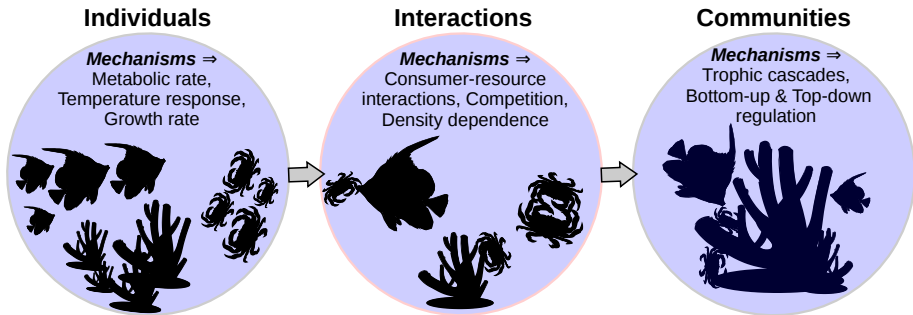 Individuals
Mechanisms ⇒
Metabolic rate,
Temperature response,
Growth rate
Interactions
Mechanisms ⇒
Consumer-resource
interactions, Competition,
Density dependence
Communities
Mechanisms ⇒
Trophic cascades,
Bottom-up & Top-down
regulation